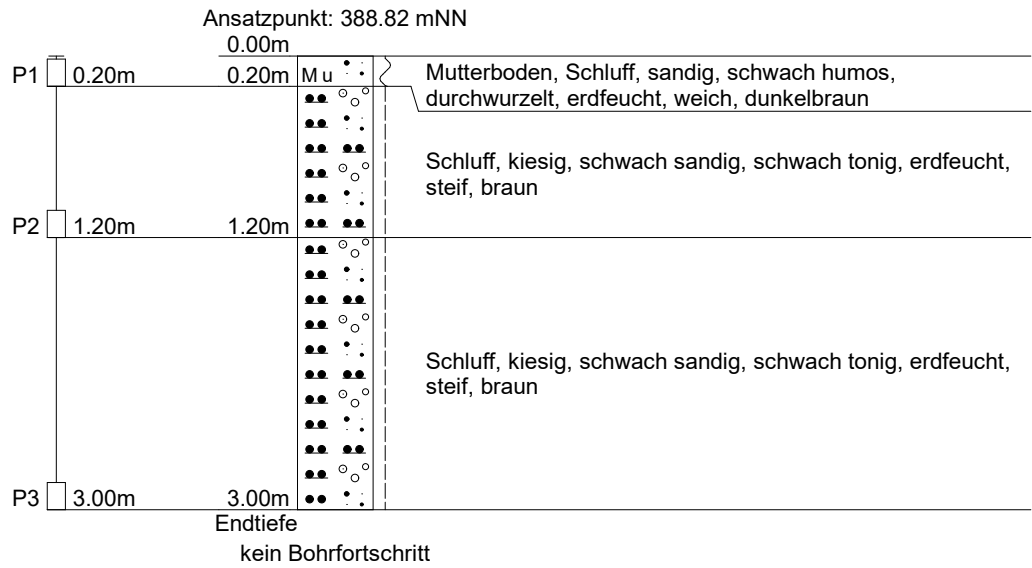 Ansatzpunkt: 388.82 mNN
0.00m
P1 0.20m 0.20m Mu Mutterboden, Schluff, sandig, schwach humos,
durchwurzelt, erdfeucht, weich, dunkelbraun
Schluff, kiesig, schwach sandig, schwach tonig, erdfeucht,
steif, braun
P2 1.20m 1.20m
Schluff, kiesig, schwach sandig, schwach tonig, erdfeucht,
steif, braun
P3 3.00m 3.00m
Endtiefe
kein Bohrfortschritt